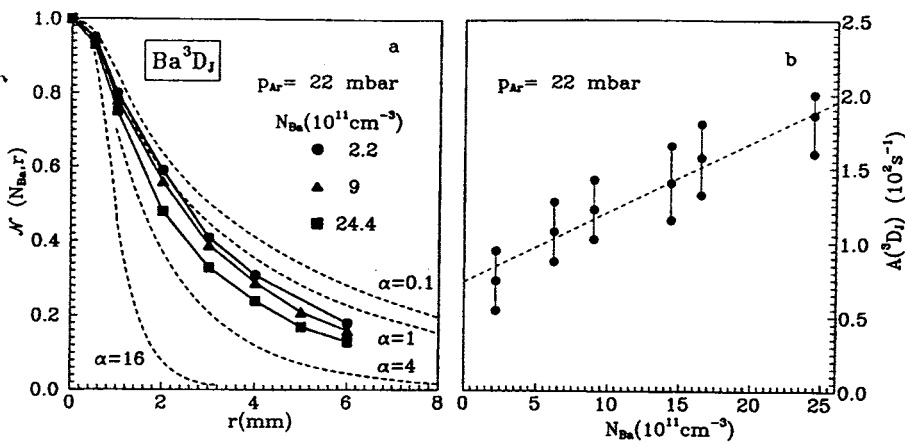 1.0
0.8
0.6
0.4
0.2
0.0
𝒩 (N_Ba,r)
Ba³D_J
a
p_Ar= 22 mbar
N_Ba(10¹¹cm⁻³)
2.2
9
24.4
α=0.1
α=1
α=4
α=16
0 2 4 6 8
r(mm)
b
p_Ar= 22 mbar
2.5
2.0
1.5
1.0
0.5
0.0
A(³D_J) (10²s⁻¹)
0 5 10 15 20 25
N_Ba(10¹¹cm⁻³)